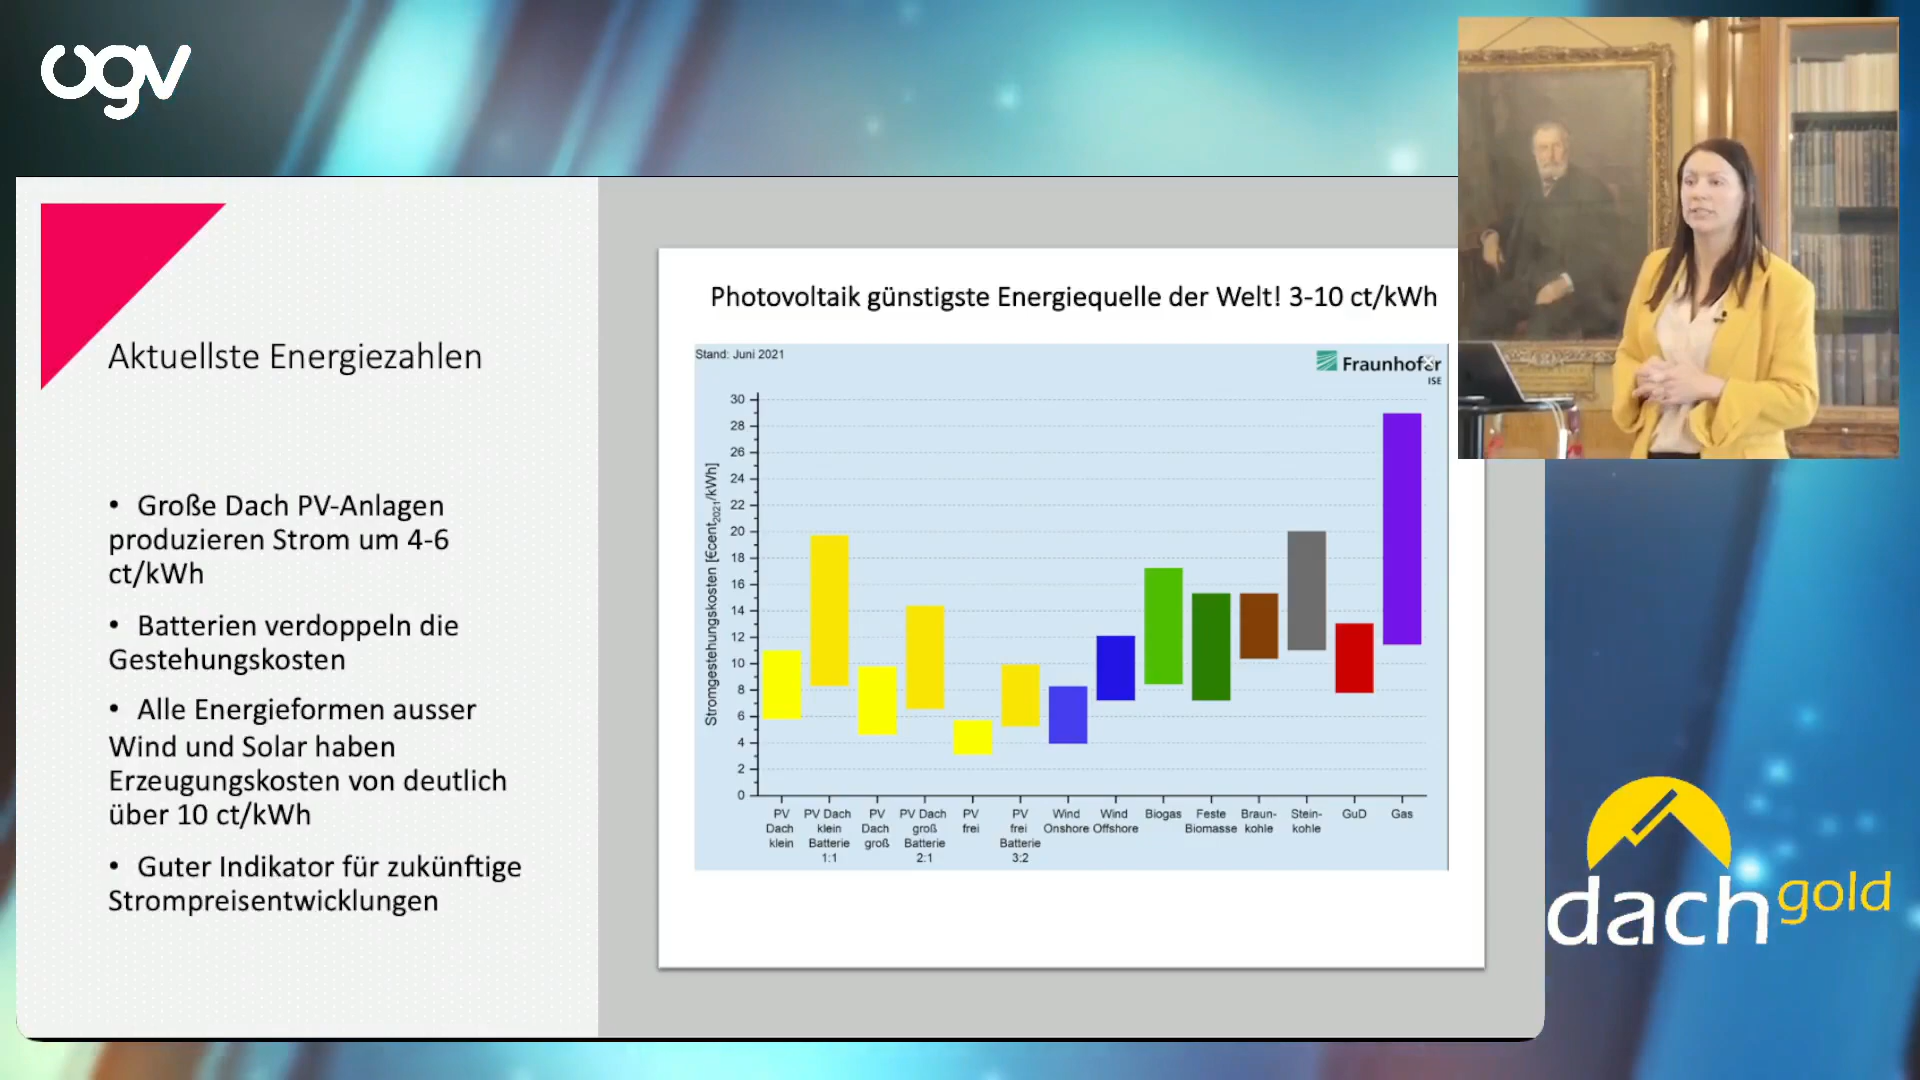 ogv
Aktuellste Energiezahlen
• Große Dach PV-Anlagen
produzieren Strom um 4-6
ct/kWh
• Batterien verdoppeln die
Gestehungskosten
• Alle Energieformen ausser
Wind und Solar haben
Erzeugungskosten von deutlich
über 10 ct/kWh
• Guter Indikator für zukünftige
Strompreisentwicklungen
Photovoltaik günstigste Energiequelle der Welt! 3-10 ct/kWh
Stand: Juni 2021
Fraunhofer
ISE
Stromgestehungskosten [€cent2021/kWh]
30
28
26
24
22
20
18
16
14
12
10
8
6
4
2
0
PV
Dach
klein
PV Dach
klein
Batterie
1:1
PV
Dach
groß
PV Dach
groß
Batterie
2:1
PV
frei
PV
frei
Batterie
3:2
Wind
Onshore
Wind
Offshore
Biogas
Feste
Biomasse
Braun-
kohle
Stein-
kohle
GuD
Gas
dachgold